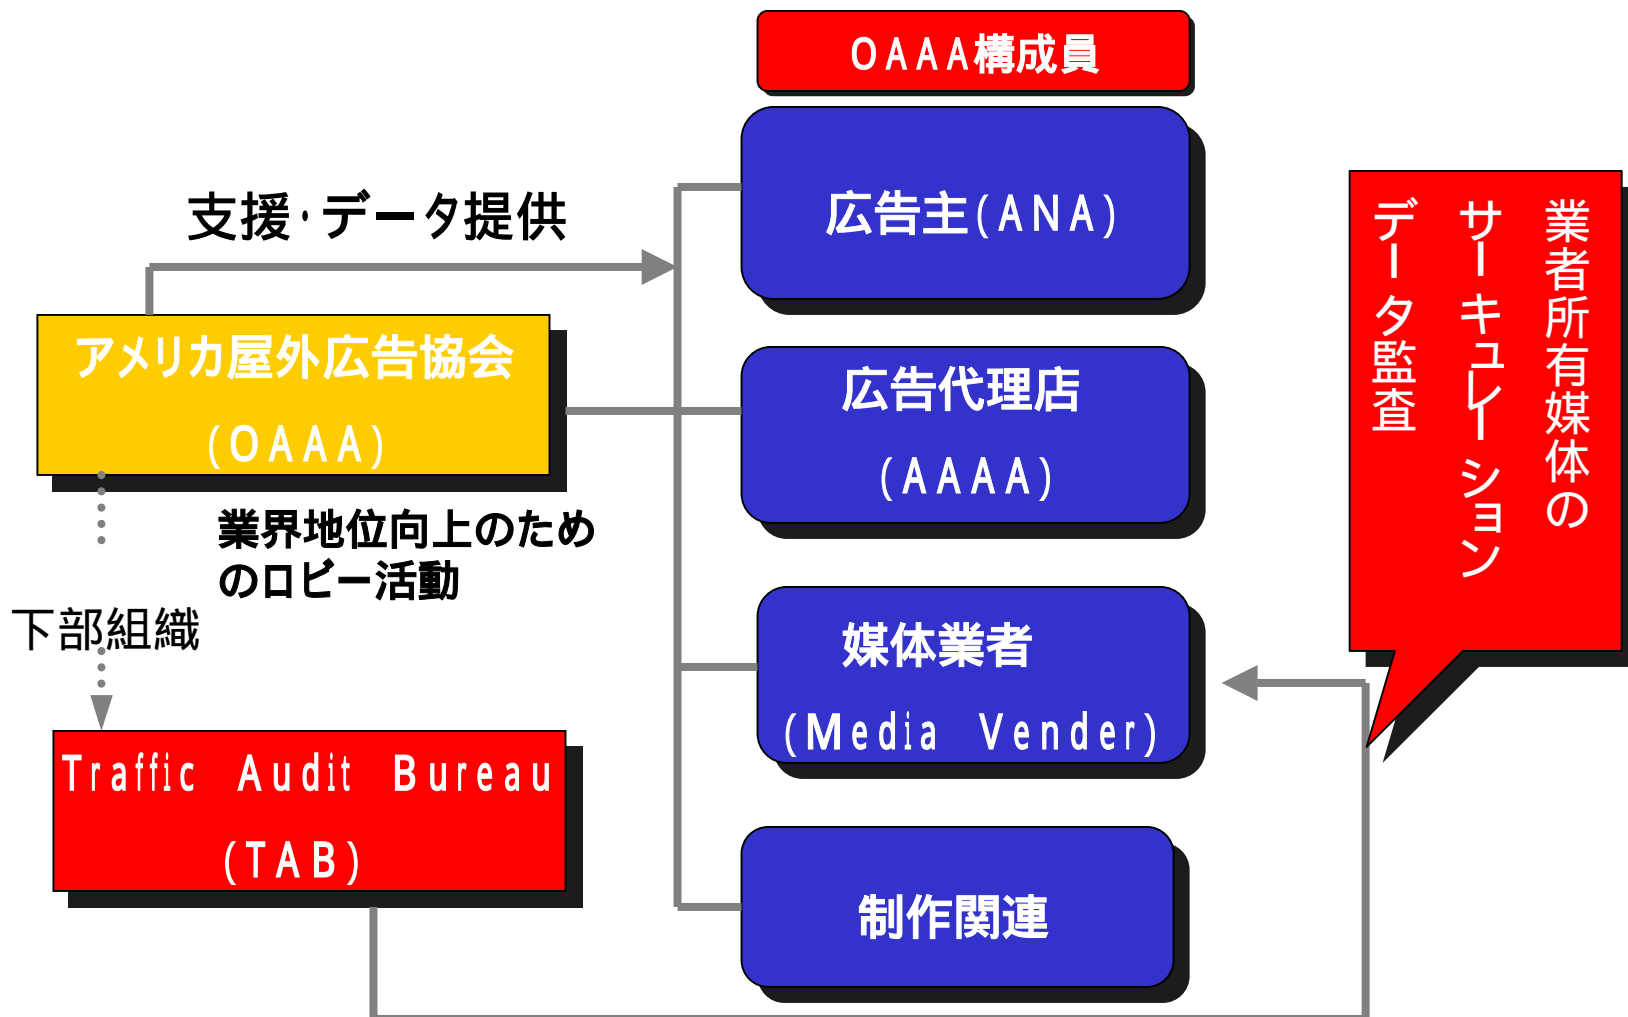 OAAA構成員
広告主(ANA)
支援・データ提供
アメリカ屋外広告協会
(OAAA)
広告代理店
(AAAA)
業者所有媒体の
サーキュレーション
データ監査
業界地位向上のため
のロビー活動
下部組織
媒体業者
(Media Vender)
Traffic Audit Bureau
(TAB)
制作関連